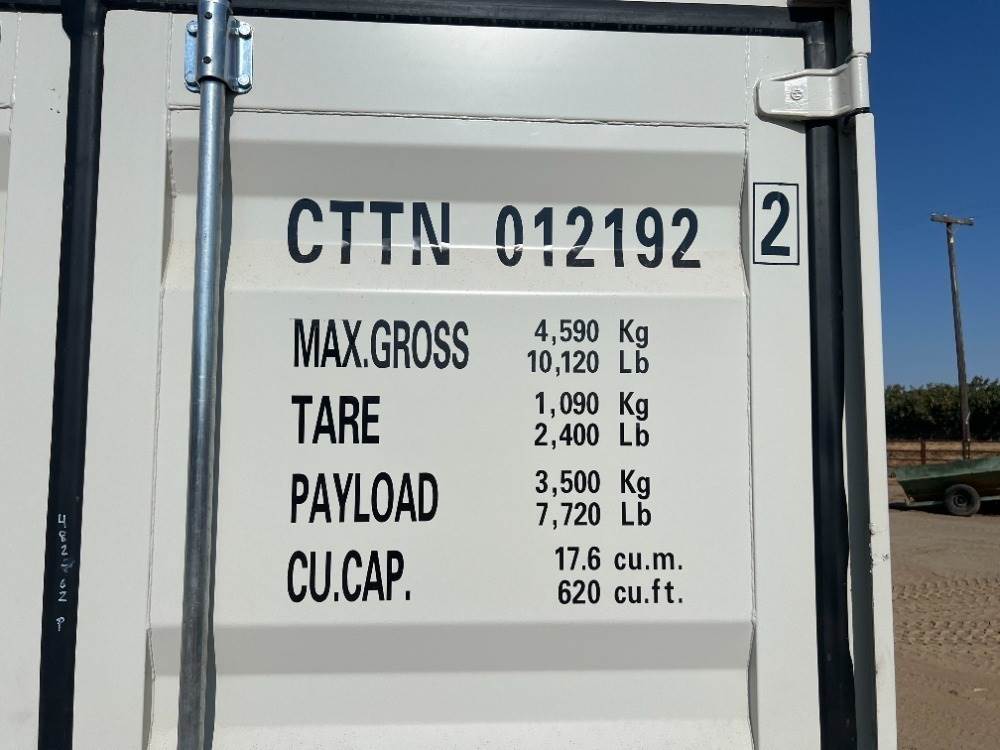 CTTN 012192 2
MAX.GROSS 4,590 Kg
10,120 Lb
TARE 1,090 Kg
2,400 Lb
PAYLOAD 3,500 Kg
7,720 Lb
CU.CAP. 17.6 cu.m.
620 cu.ft.